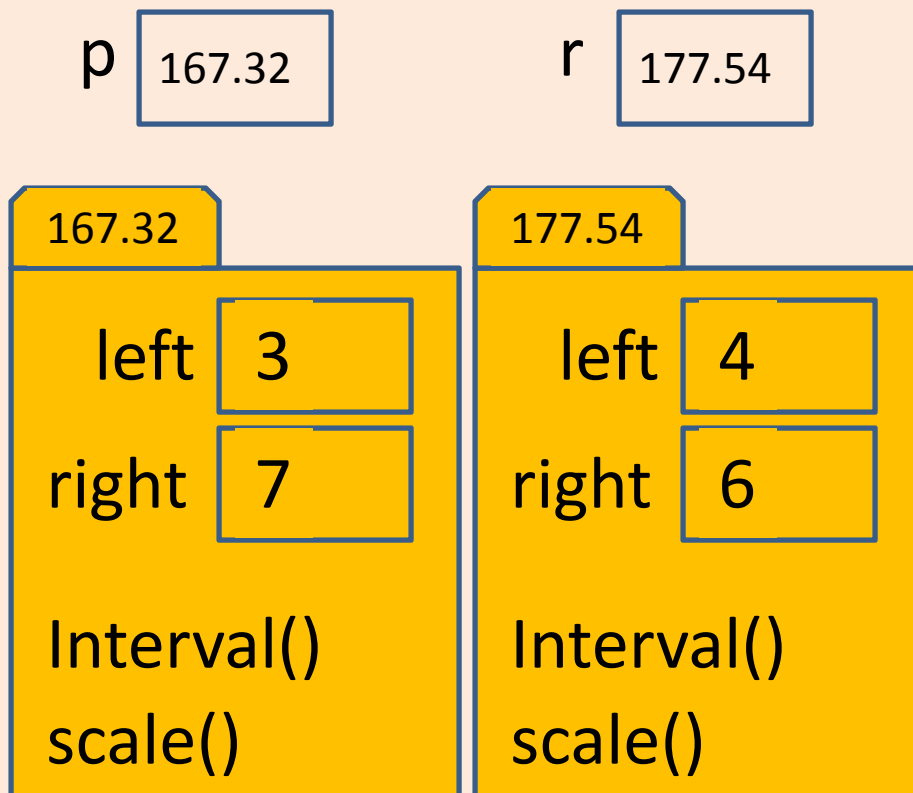 p 167.32 r 177.54
167.32
left 3
right 7
Interval()
scale()
177.54
left 4
right 6
Interval()
scale()